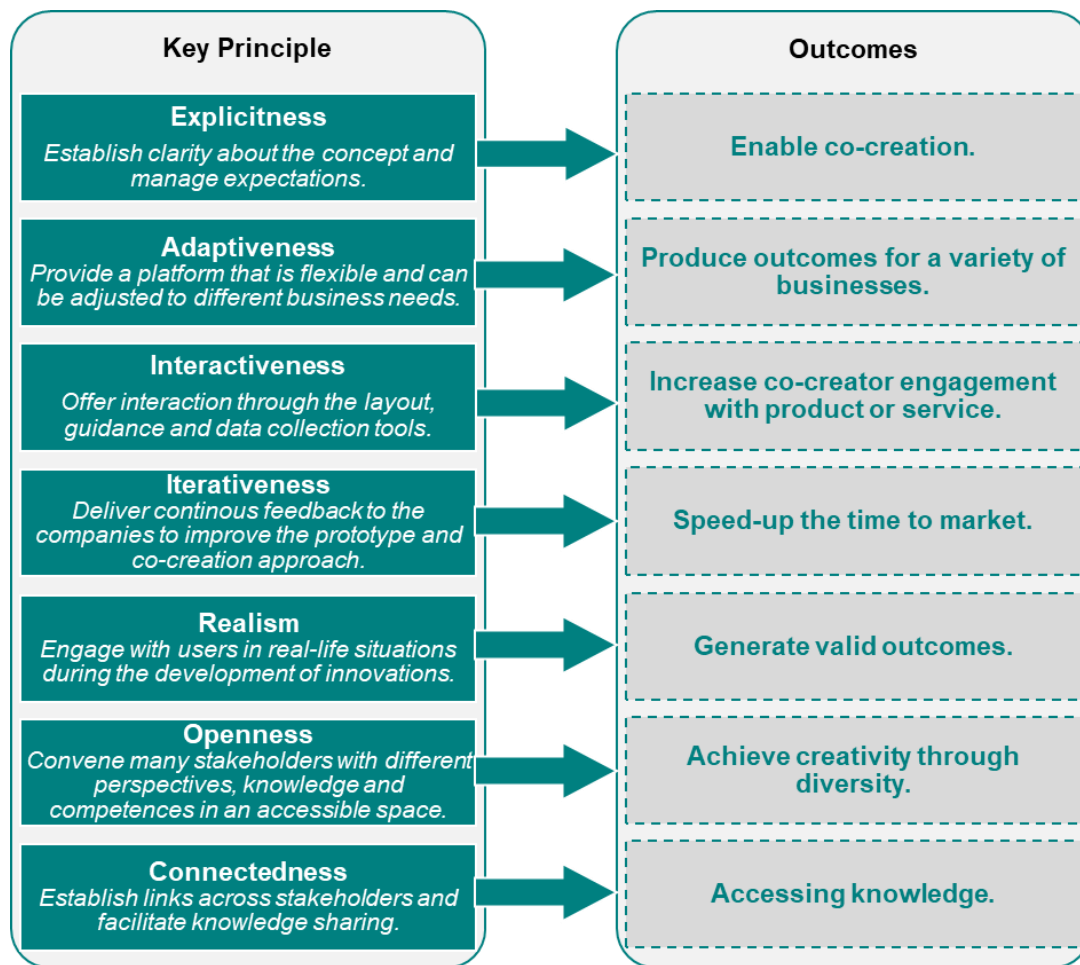 Key Principle
Outcomes
Explicitness
Establish clarity about the concept and
manage expectations.
Enable co-creation.
Adaptiveness
Provide a platform that is flexible and can
be adjusted to different business needs.
Produce outcomes for a variety of
businesses.
Interactiveness
Offer interaction through the layout,
guidance and data collection tools.
Increase co-creator engagement
with product or service.
Iterativeness
Deliver continous feedback to the
companies to improve the prototype and
co-creation approach.
Speed-up the time to market.
Realism
Engage with users in real-life situations
during the development of innovations.
Generate valid outcomes.
Openness
Convene many stakeholders with different
perspectives, knowledge and
competences in an accessible space.
Achieve creativity through
diversity.
Connectedness
Establish links across stakeholders and
facilitate knowledge sharing.
Accessing knowledge.